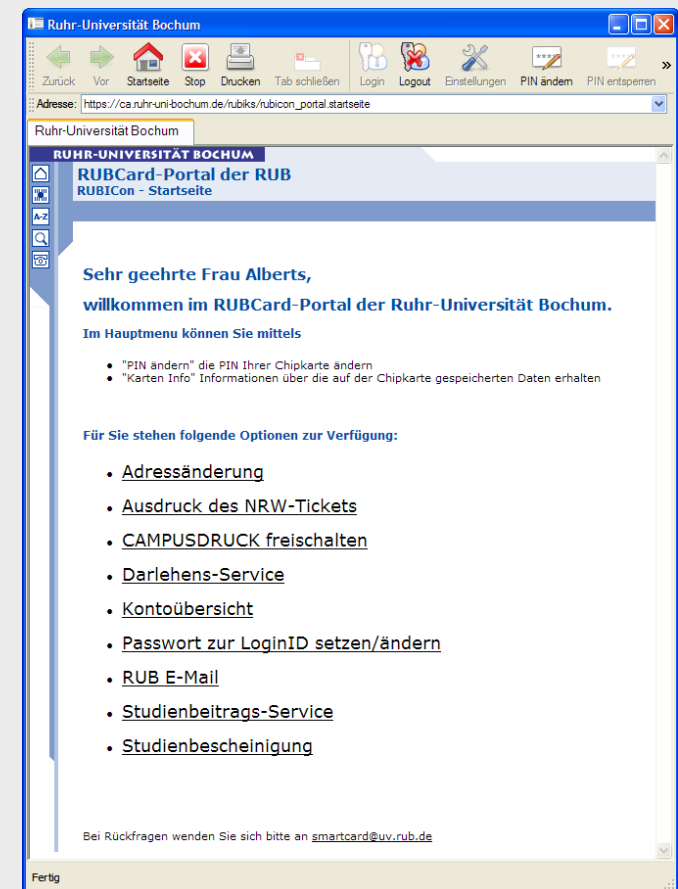 Ruhr-Universität Bochum
Zurück Vor Startseite Stop Drucken Tab schließen Login Logout Einstellungen PIN ändern PIN entsperren »
Adresse: https://ca.ruhr-uni-bochum.de/rubiks/rubicon_portal.startseite
Ruhr-Universität Bochum
RUHR-UNIVERSITÄT BOCHUM
RUBCard-Portal der RUB
RUBICon - Startseite
A-Z
Sehr geehrte Frau Alberts,
willkommen im RUBCard-Portal der Ruhr-Universität Bochum.
Im Hauptmenu können Sie mittels
• "PIN ändern" die PIN Ihrer Chipkarte ändern
• "Karten Info" Informationen über die auf der Chipkarte gespeicherten Daten erhalten
Für Sie stehen folgende Optionen zur Verfügung:
• Adressänderung
• Ausdruck des NRW-Tickets
• CAMPUSDRUCK freischalten
• Darlehens-Service
• Kontoübersicht
• Passwort zur LoginID setzen/ändern
• RUB E-Mail
• Studienbeitrags-Service
• Studienbescheinigung
Bei Rückfragen wenden Sie sich bitte an smartcard@uv.rub.de
Fertig